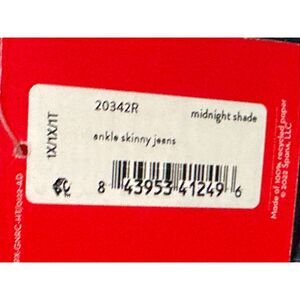 20342R
midnight shade
1X/1X/1T
ankle skinny jeans
8 43953 41249 6
Made of 100% recycled paper
© 2022 Spanx, LLC